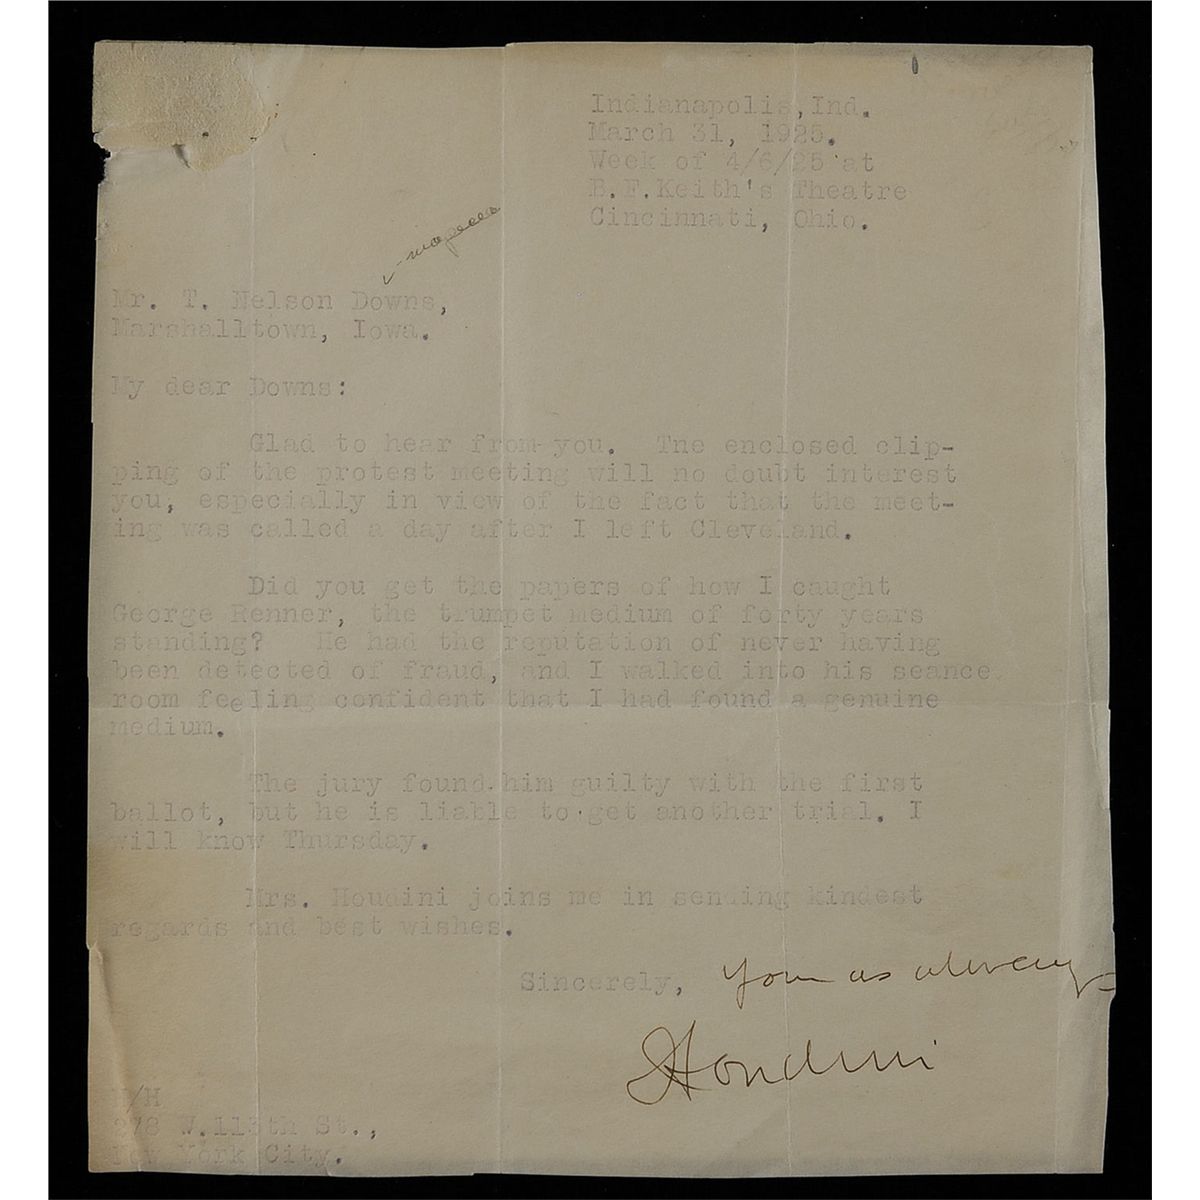 Indianapolis,Ind.
March 31, 1925.
Week of 4/6/25 at
B.F.Keith's Theatre
Cincinnati, Ohio.
Mr. T. Nelson Downs,
Marshalltown, Iowa.
My dear Downs:
Glad to hear from you. Tne enclosed clip-
ping of the protest meeting will no doubt interest
you, especially in view of the fact that the meet-
ing was called a day after I left Cleveland.
Did you get the papers of how I caught
George Renner, the trumpet medium of forty years
standing? He had the reputation of never having
been detected of fraud, and I walked into his seance
room feeling confident that I had found a genuine
medium.
The jury found him guilty with the first
ballot, but he is liable to get another trial. I
will know Thursday.
Mrs. Houdini joins me in sending kindest
regards and best wishes.
Sincerely, Your as always
Houdini
/H
278 W.113th St.,
New York City.